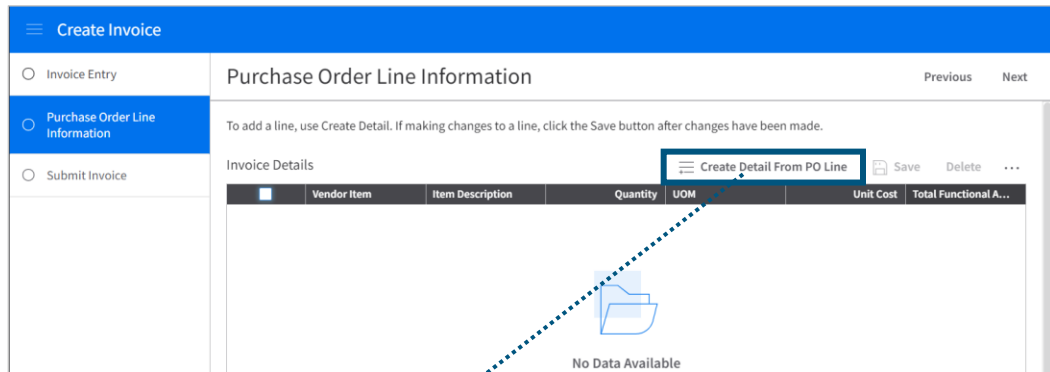 Create Invoice
Invoice Entry
Purchase Order Line
Information
Submit Invoice
Purchase Order Line Information
Previous
Next
To add a line, use Create Detail. If making changes to a line, click the Save button after changes have been made.
Invoice Details
Create Detail From PO Line
Save
Delete
...
Vendor Item
Item Description
Quantity
UOM
Unit Cost
Total Functional A...
No Data Available